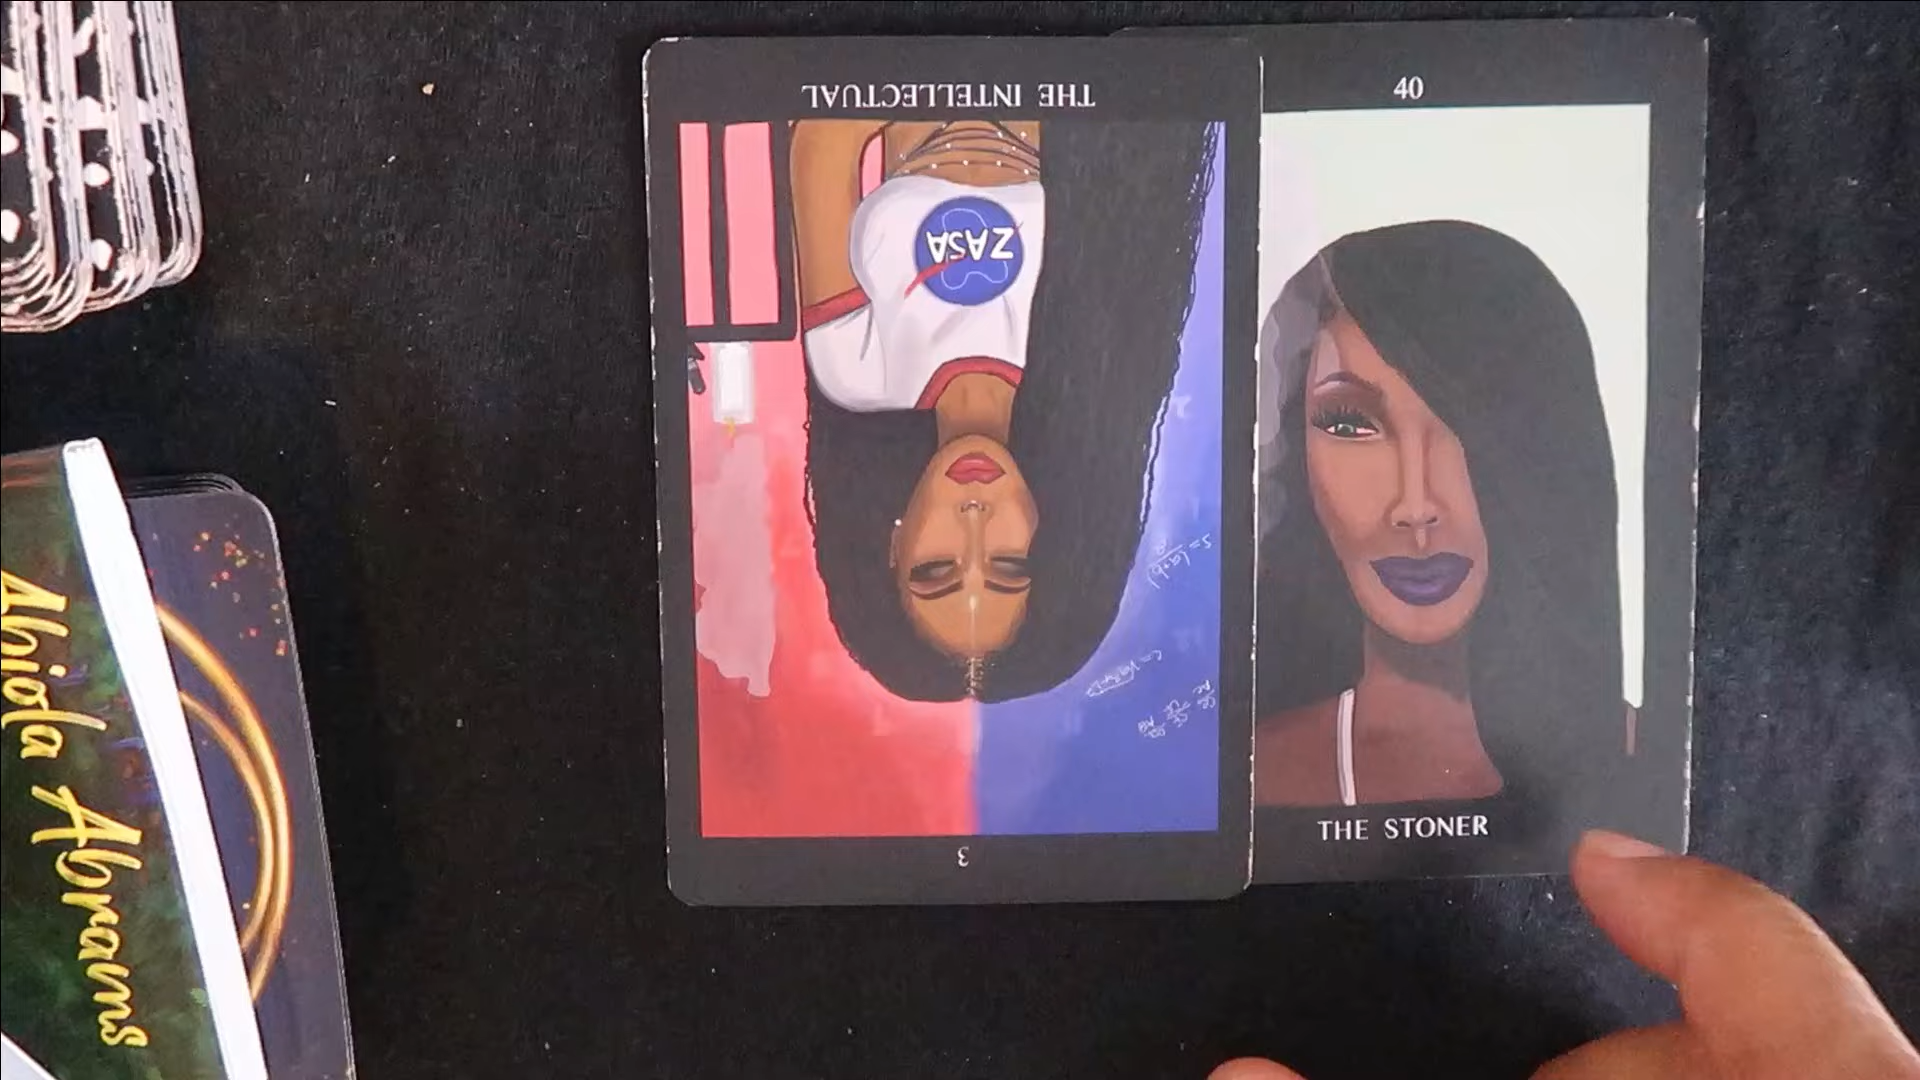 THE INTELLECTUAL
ZASA
3
40
THE STONER
Abiola Abrams